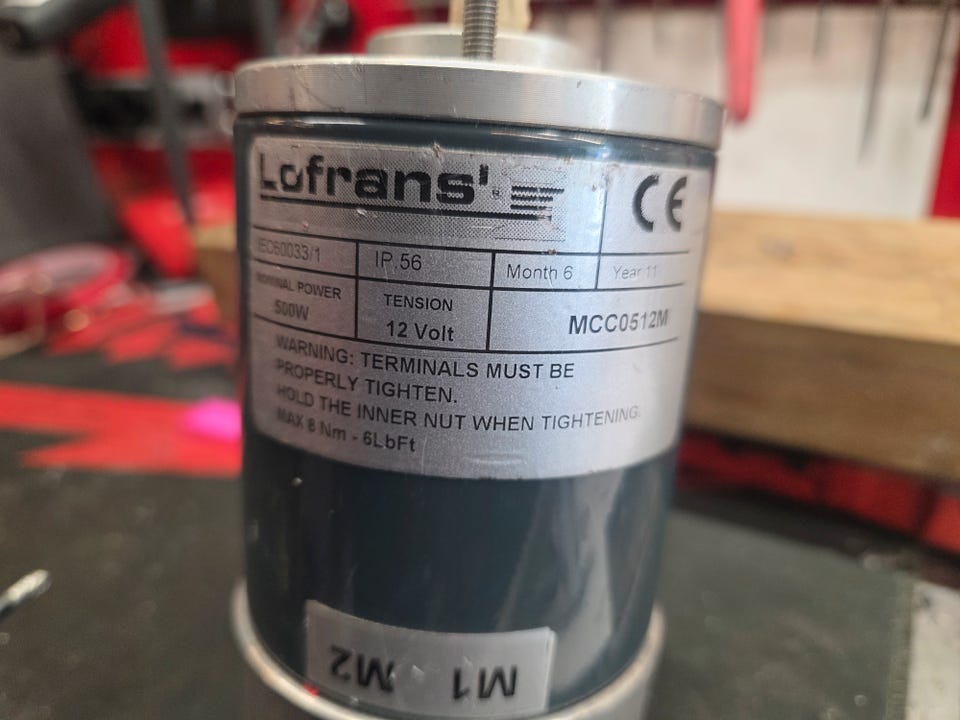 Lofrans'®
CE
IEC60033/1
IP.56
Month 6
Year 11
NOMINAL POWER
500W
TENSION
12 Volt
MCC0512M
WARNING: TERMINALS MUST BE
PROPERLY TIGHTEN.
HOLD THE INNER NUT WHEN TIGHTENING.
MAX 8 Nm - 6LbFt
M1 M2